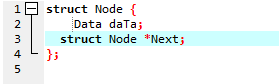 1 struct Node {
2 Data daTa;
3 struct Node *Next;
4 };
5